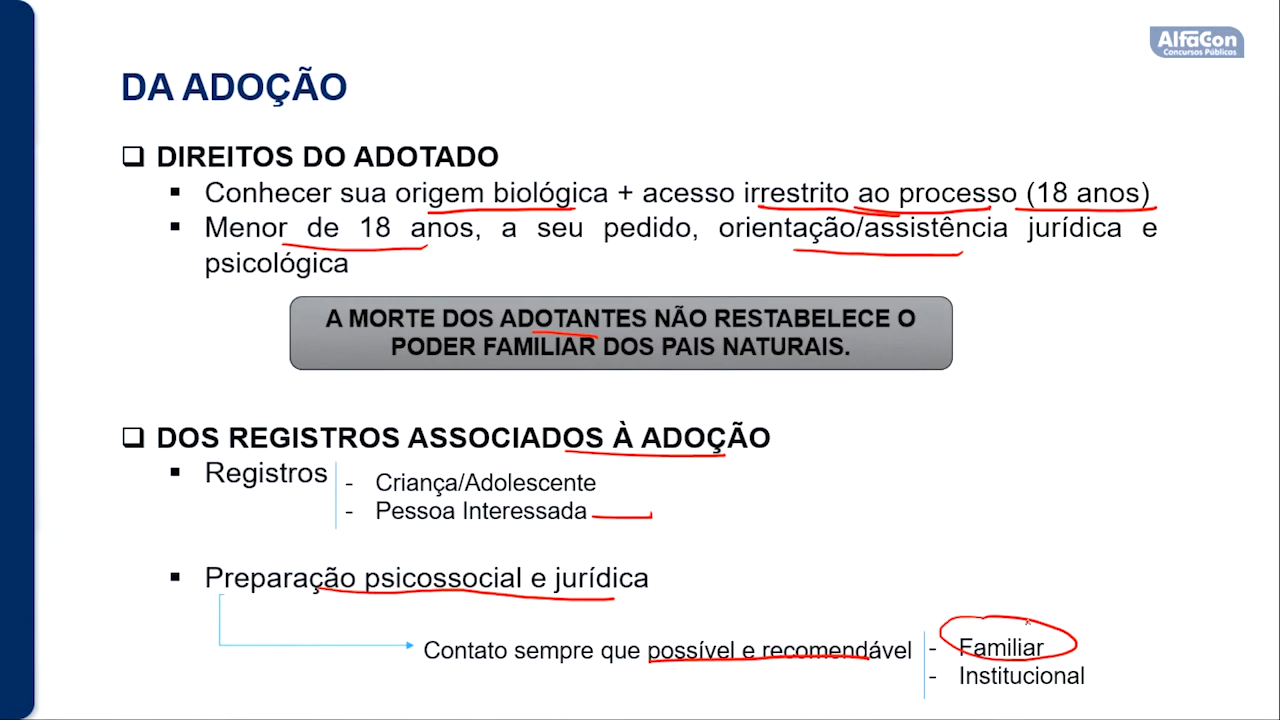 AlfaCon
Concursos Públicos
DA ADOÇÃO
❑ DIREITOS DO ADOTADO
▪ Conhecer sua origem biológica + acesso irrestrito ao processo (18 anos)
▪ Menor de 18 anos, a seu pedido, orientação/assistência jurídica e
psicológica
A MORTE DOS ADOTANTES NÃO RESTABELECE O
PODER FAMILIAR DOS PAIS NATURAIS.
❑ DOS REGISTROS ASSOCIADOS À ADOÇÃO
▪ Registros
- Criança/Adolescente
- Pessoa Interessada
▪ Preparação psicossocial e jurídica
Contato sempre que possível e recomendável
- Familiar
- Institucional